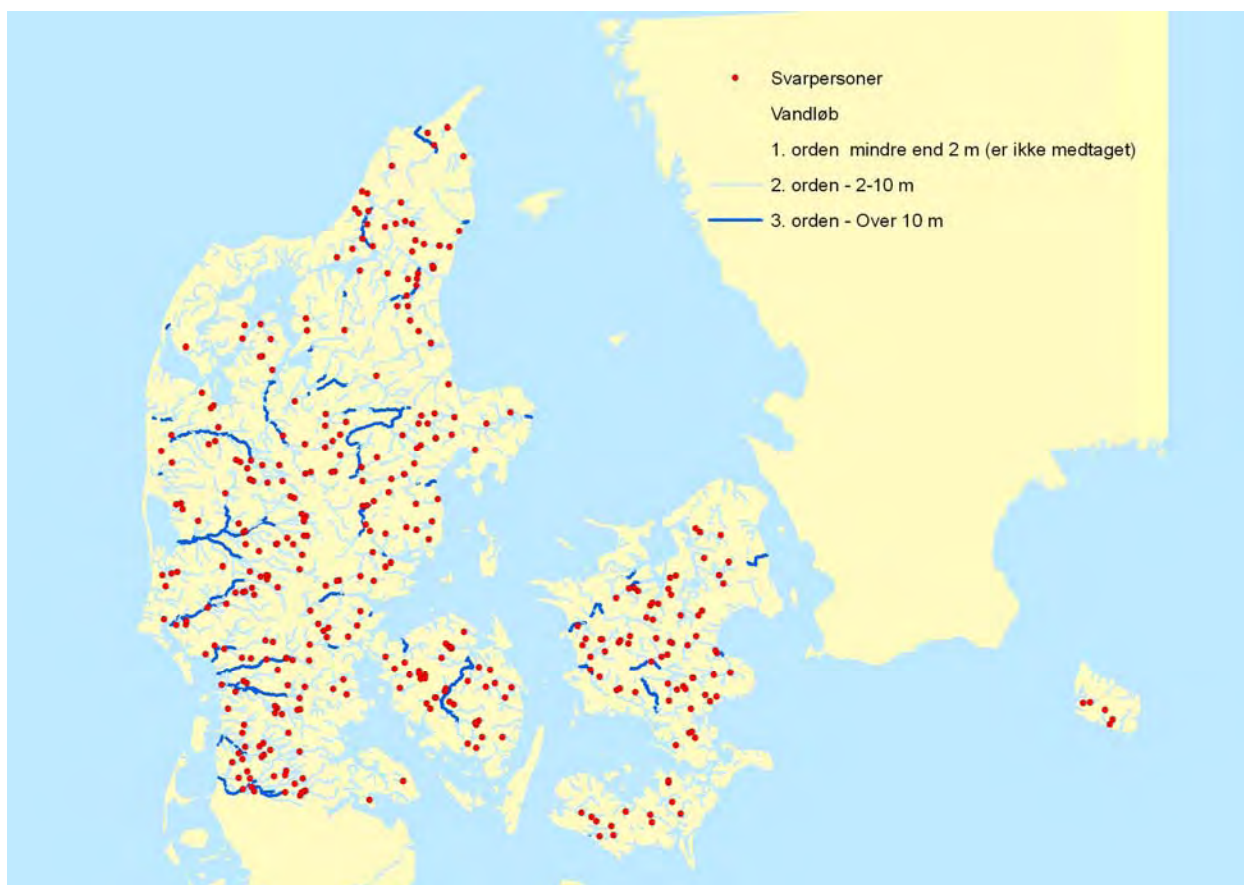 Svarpersoner
Vandløb
1. orden mindre end 2 m (er ikke medtaget)
2. orden - 2-10 m
3. orden - Over 10 m